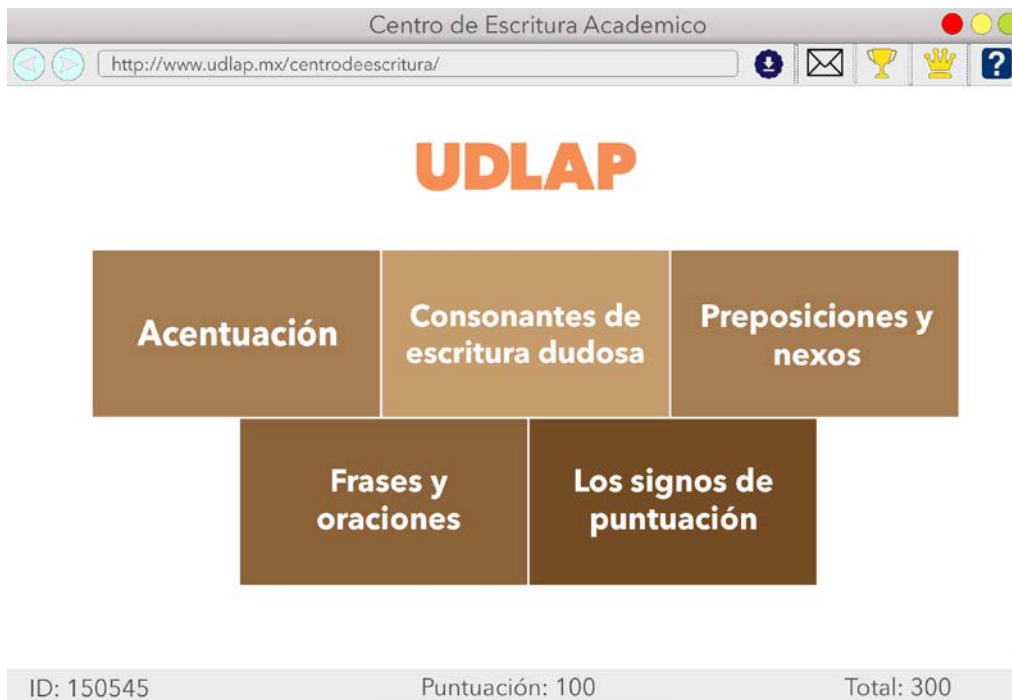 Centro de Escritura Academico
http://www.udlap.mx/centrodeescritura/
?
UDLAP
Acentuación
Consonantes de
escritura dudosa
Preposiciones y
nexos
Frases y
oraciones
Los signos de
puntuación
ID: 150545
Puntuación: 100
Total: 300